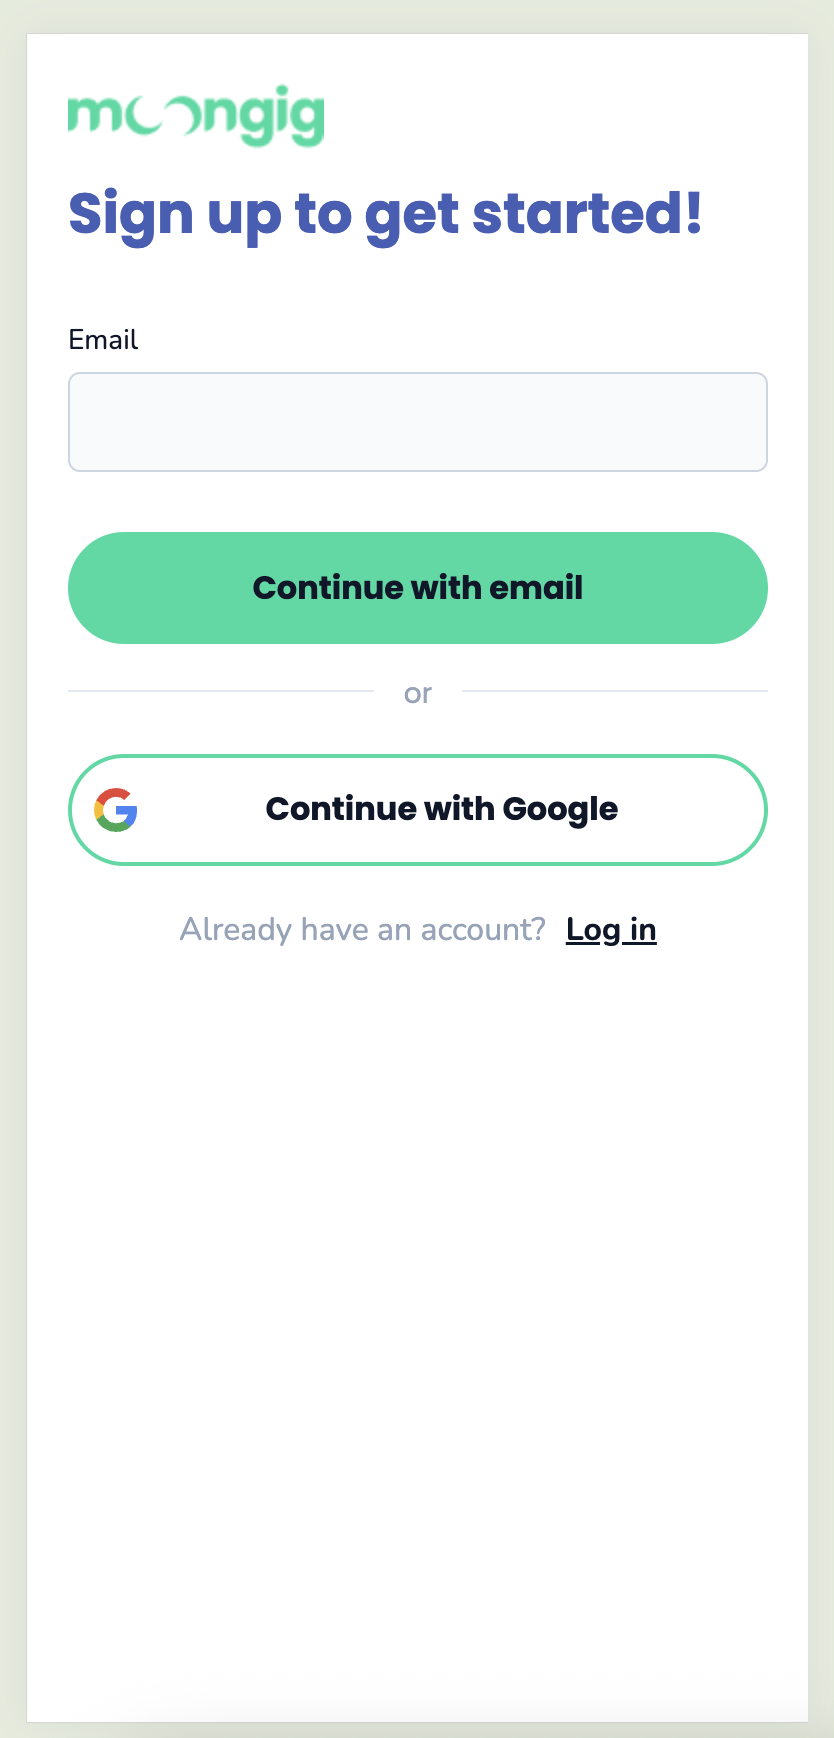 moongig
Sign up to get started!
Email
Continue with email
or
Continue with Google
Already have an account? Log in